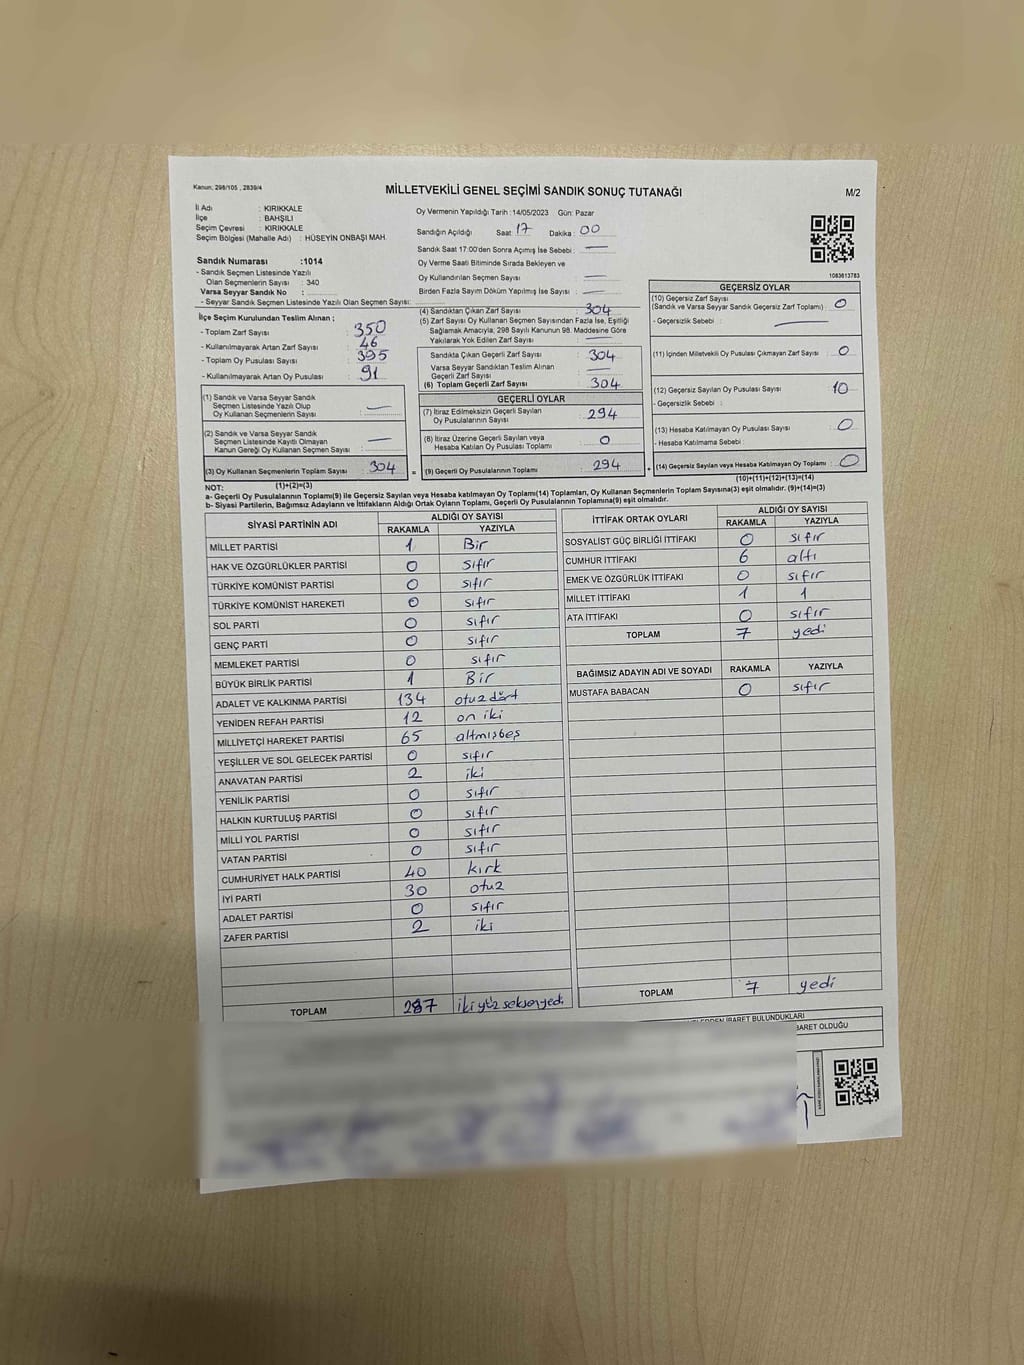 Kanun; 298/105 , 2839/4
MİLLETVEKİLİ GENEL SEÇİMİ SANDIK SONUÇ TUTANAĞI
M/2
İl Adı : KIRIKKALE
İlçe : BAHŞILI
Seçim Çevresi : KIRIKKALE
Seçim Bölgesi (Mahalle Adı) : HÜSEYİN ONBAŞI MAH.
Oy Vermenin Yapıldığı Tarih :14/05/2023 Gün: Pazar
Sandığın Açıldığı Saat : 17 Dakika : 00
Sandık Saat 17:00'den Sonra Açılmış İse Sebebi : —
Oy Verme Saati Bitiminde Sırada Bekleyen ve
Oy Kullandırılan Seçmen Sayısı : —
Birden Fazla Sayım Döküm Yapılmış İse Sayısı : —
1083613783
Sandık Numarası :1014
- Sandık Seçmen Listesinde Yazılı
Olan Seçmenlerin Sayısı : 340
Varsa Seyyar Sandık No :
- Seyyar Sandık Seçmen Listesinde Yazılı Olan Seçmen Sayısı:
İlçe Seçim Kurulundan Teslim Alınan ;
- Toplam Zarf Sayısı : 350
- Kullanılmayarak Artan Zarf Sayısı : 46
- Toplam Oy Pusulası Sayısı : 395
- Kullanılmayarak Artan Oy Pusulası : 91
(1) Sandık ve Varsa Seyyar Sandık
Seçmen Listesinde Yazılı Olup
Oy Kullanan Seçmenlerin Sayısı : —
(2) Sandık ve Varsa Seyyar Sandık
Seçmen Listesinde Kayıtlı Olmayan
Kanun Gereği Oy Kullanan Seçmen Sayısı : —
(3) Oy Kullanan Seçmenlerin Toplam Sayısı : 304
(1)+(2)=(3)
(4) Sandıktan Çıkan Zarf Sayısı : 304
(5) Zarf Sayısı Oy Kullanan Seçmen Sayısından Fazla İse, Eşitliği
Sağlamak Amacıyla, 298 Sayılı Kanunun 98. Maddesine Göre
Yakılarak Yok Edilen Zarf Sayısı : —
Sandıkta Çıkan Geçerli Zarf Sayısı : 304
Varsa Seyyar Sandıktan Teslim Alınan
Geçerli Zarf Sayısı : —
(6) Toplam Geçerli Zarf Sayısı : 304
GEÇERLİ OYLAR
(7) İtiraz Edilmeksizin Geçerli Sayılan
Oy Pusulalarının Sayısı : 294
(8) İtiraz Üzerine Geçerli Sayılan veya
Hesaba Katılan Oy Pusulası Toplamı : 0
= (9) Geçerli Oy Pusulalarının Toplamı : 294
GEÇERSİZ OYLAR
(10) Geçersiz Zarf Sayısı
(Sandık ve Varsa Seyyar Sandık Geçersiz Zarf Toplamı) : 0
- Geçersizlik Sebebi : —
(11) İçinden Milletvekili Oy Pusulası Çıkmayan Zarf Sayısı : 0
(12) Geçersiz Sayılan Oy Pusulası Sayısı : 10
- Geçersizlik Sebebi :
(13) Hesaba Katılmayan Oy Pusulası Sayısı : 0
- Hesaba Katılmama Sebebi :
+ (14) Geçersiz Sayılan veya Hesaba Katılmayan Oy Toplamı : 0
(10)+(11)+(12)+(13)=(14)
NOT:
a- Geçerli Oy Pusulalarının Toplamı(9) ile Geçersiz Sayılan veya Hesaba katılmayan Oy Toplamı(14) Toplamları, Oy Kullanan Seçmenlerin Toplam Sayısına(3) eşit olmalıdır. (9)+(14)=(3)
b- Siyasi Partilerin, Bağımsız Adayların ve İttifakların Aldığı Ortak Oyların Toplamı, Geçerli Oy Pusulalarının Toplamına(9) eşit olmalıdır.
SİYASİ PARTİNİN ADI ALDIĞI OY SAYISI
RAKAMLA YAZIYLA
MİLLET PARTİSİ 1 Bir
HAK VE ÖZGÜRLÜKLER PARTİSİ 0 sıfır
TÜRKİYE KOMÜNİST PARTİSİ 0 sıfır
TÜRKİYE KOMÜNİST HAREKETİ 0 sıfır
SOL PARTİ 0 sıfır
GENÇ PARTİ 0 sıfır
MEMLEKET PARTİSİ 0 sıfır
BÜYÜK BİRLİK PARTİSİ 1 Bir
ADALET VE KALKINMA PARTİSİ 134 otuzdört
YENİDEN REFAH PARTİSİ 12 on iki
MİLLİYETÇİ HAREKET PARTİSİ 65 altmışbeş
YEŞİLLER VE SOL GELECEK PARTİSİ 0 sıfır
ANAVATAN PARTİSİ 2 iki
YENİLİK PARTİSİ 0 sıfır
HALKIN KURTULUŞ PARTİSİ 0 sıfır
MİLLİ YOL PARTİSİ 0 sıfır
VATAN PARTİSİ 0 sıfır
CUMHURİYET HALK PARTİSİ 40 kırk
İYİ PARTİ 30 otuz
ADALET PARTİSİ 0 sıfır
ZAFER PARTİSİ 2 iki
TOPLAM 287 iki yüz seksenyedi
İTTİFAK ORTAK OYLARI ALDIĞI OY SAYISI
RAKAMLA YAZIYLA
SOSYALİST GÜÇ BİRLİĞİ İTTİFAKI 0 sıfır
CUMHUR İTTİFAKI 6 altı
EMEK VE ÖZGÜRLÜK İTTİFAKI 0 sıfır
MİLLET İTTİFAKI 1 1
ATA İTTİFAKI 0 sıfır
TOPLAM 7 yedi
BAĞIMSIZ ADAYIN ADI VE SOYADI RAKAMLA YAZIYLA
MUSTAFA BABACAN 0 sıfır
TOPLAM 7 yedi
İBARET BULUNDUKLARI
BARET OLDUĞU